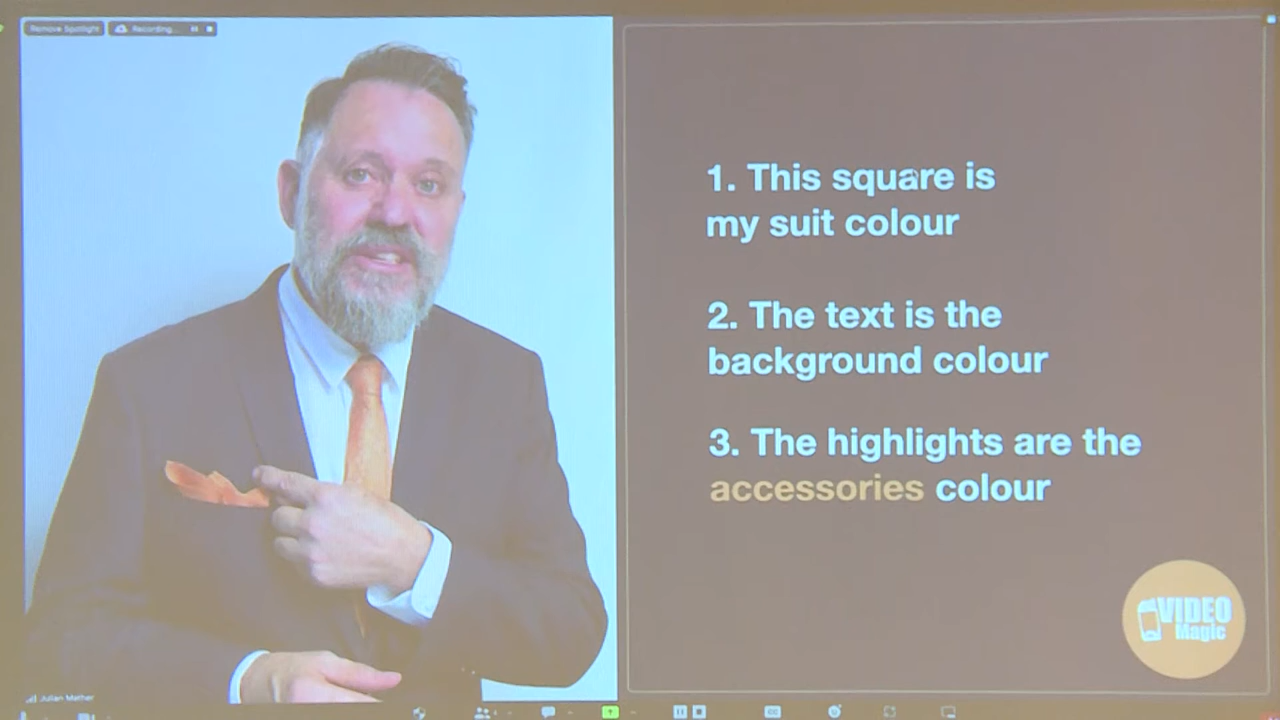 Remove Spotlight
Recording...
1. This square is
my suit colour
2. The text is the
background colour
3. The highlights are the
accessories colour
VIDEO
Magic
Julian Mather